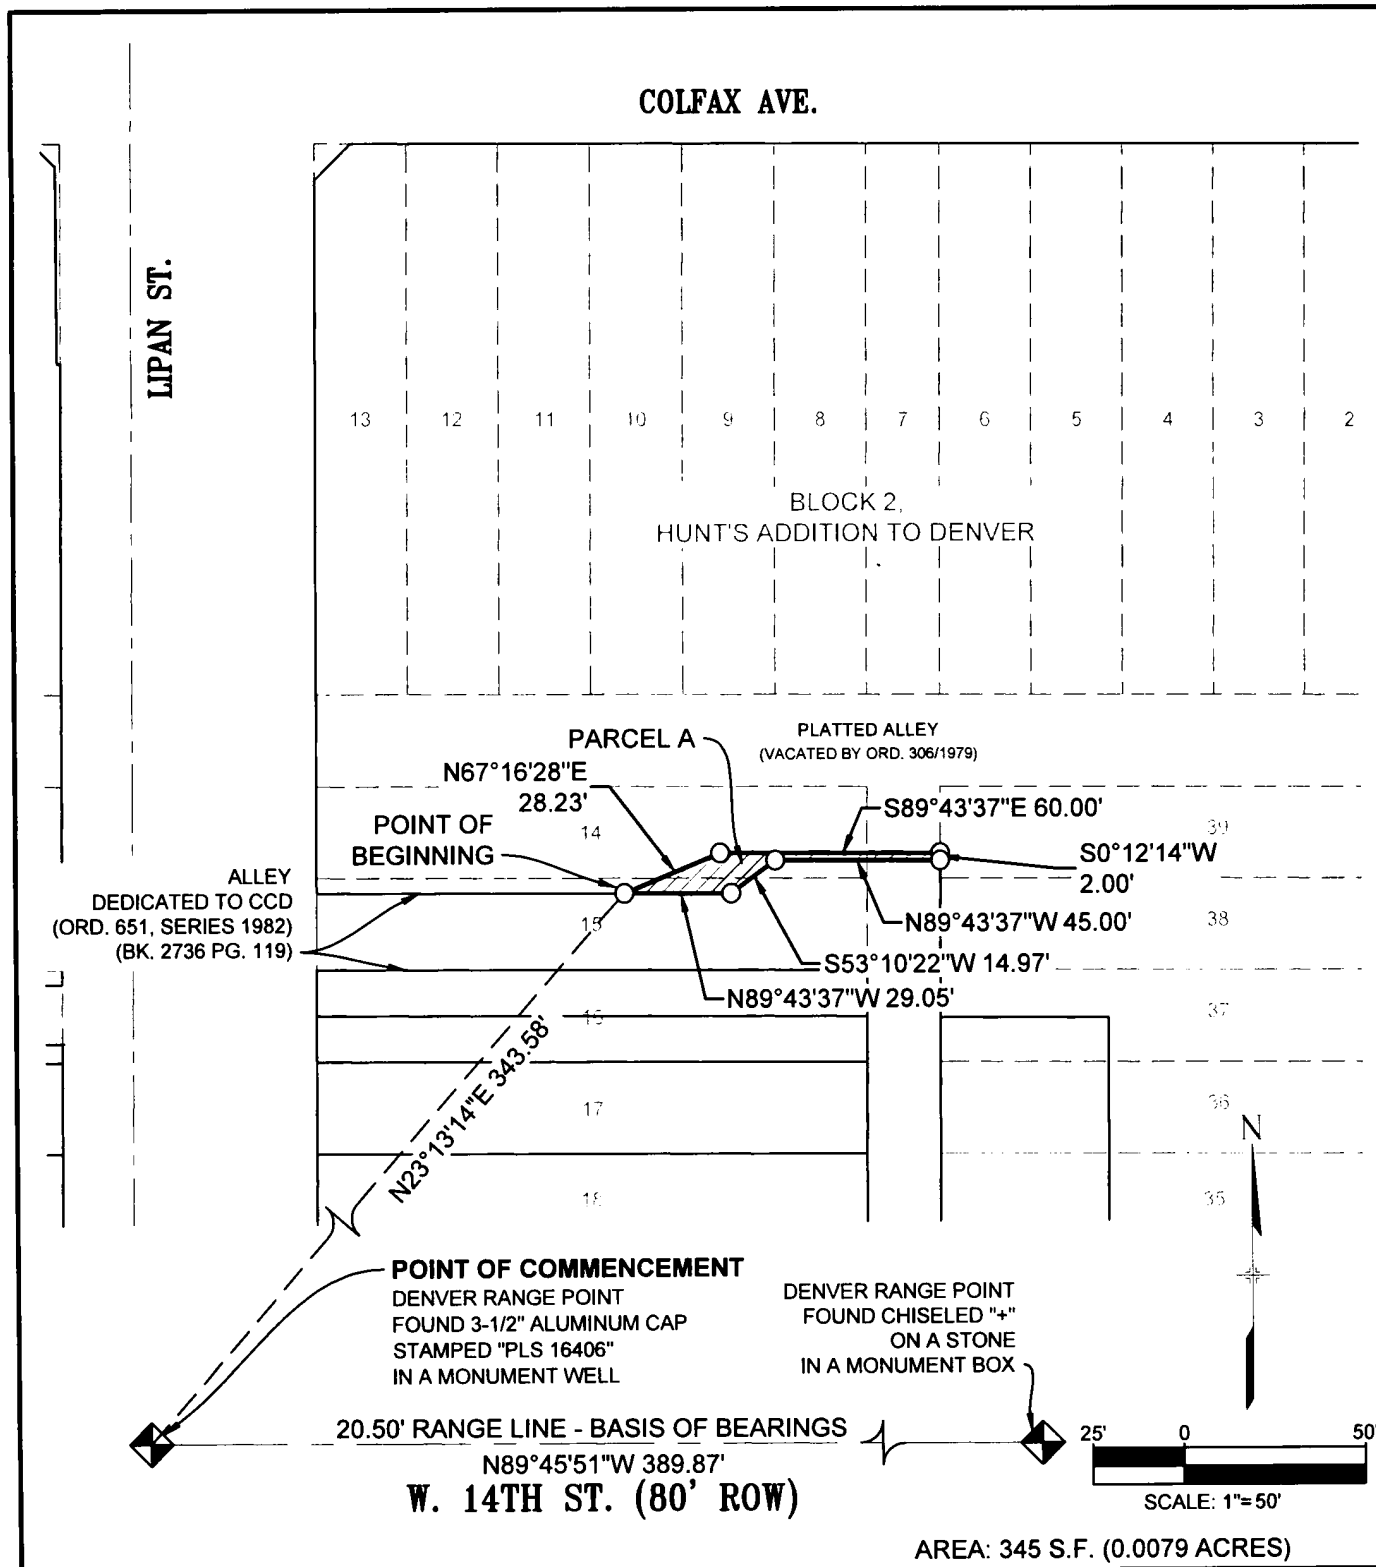 COLFAX AVE.
LIPAN ST.
13 12 11 10 9 8 7 6 5 4 3 2
BLOCK 2,
HUNT'S ADDITION TO DENVER
PLATTED ALLEY
(VACATED BY ORD. 306/1979)
PARCEL A
N67°16'28"E
28.23'
S89°43'37"E 60.00'
14
39
POINT OF
BEGINNING
S0°12'14"W
2.00'
ALLEY
DEDICATED TO CCD
(ORD. 651, SERIES 1982)
(BK. 2736 PG. 119)
15
N89°43'37"W 45.00'
38
S53°10'22"W 14.97'
N89°43'37"W 29.05'
16
37
N23°13'14"E 343.58'
17
36
N
18
35
POINT OF COMMENCEMENT
DENVER RANGE POINT
FOUND 3-1/2" ALUMINUM CAP
STAMPED "PLS 16406"
IN A MONUMENT WELL
DENVER RANGE POINT
FOUND CHISELED "+"
ON A STONE
IN A MONUMENT BOX
20.50' RANGE LINE - BASIS OF BEARINGS
N89°45'51"W 389.87'
W. 14TH ST. (80' ROW)
25' 0 50'
SCALE: 1"= 50'
AREA: 345 S.F. (0.0079 ACRES)